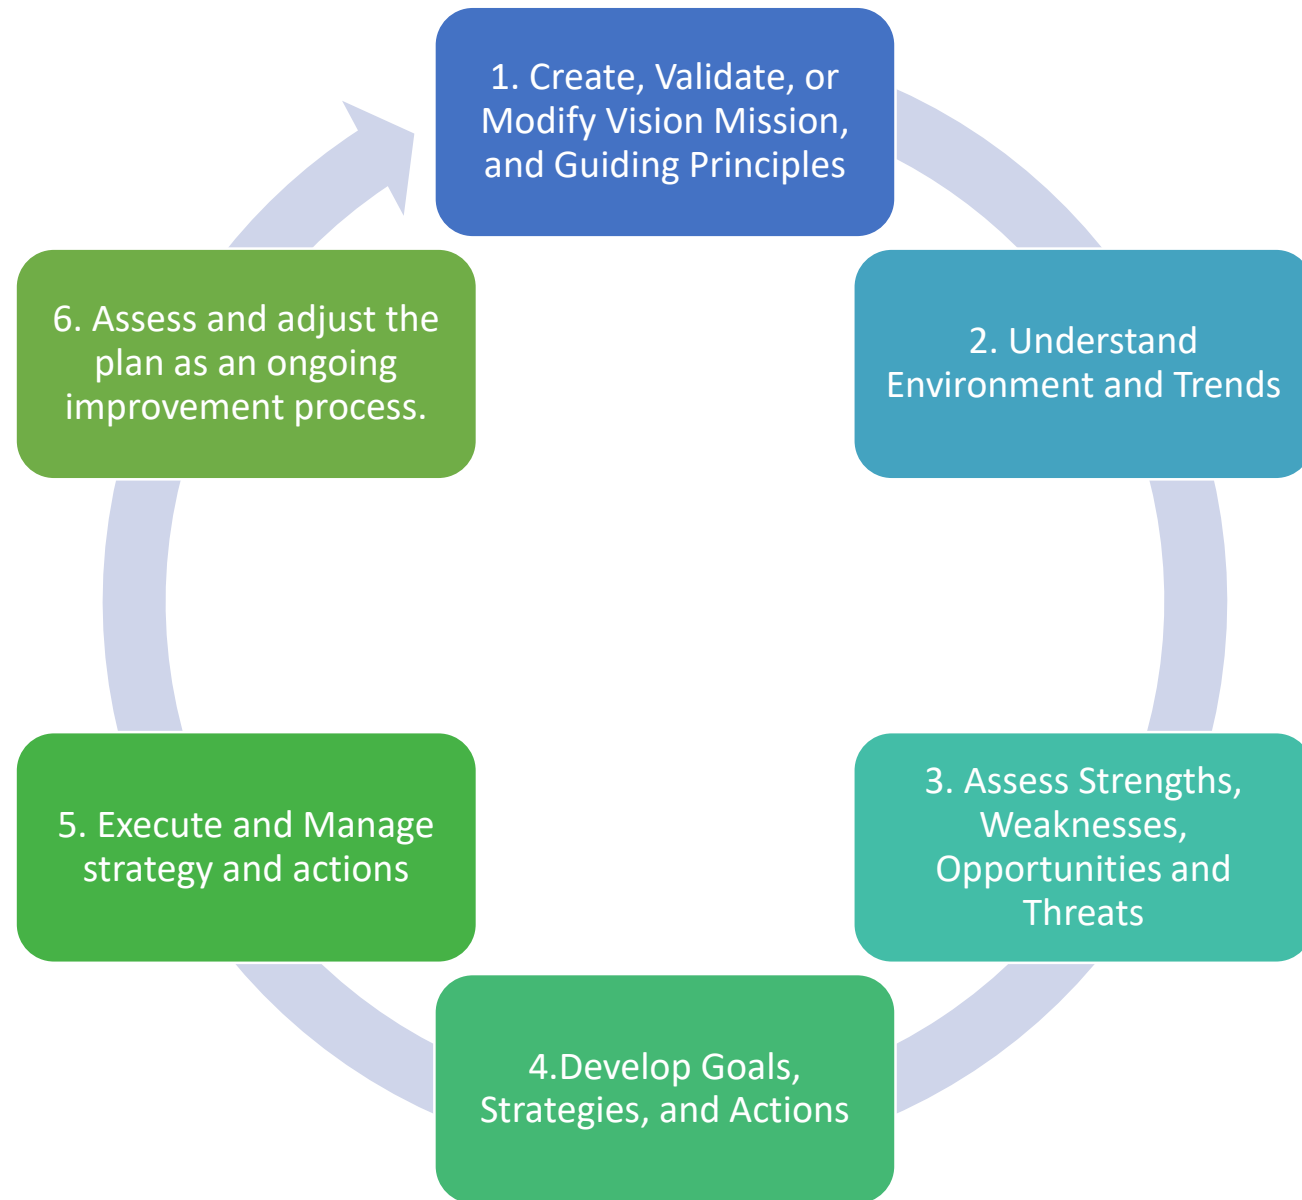 1. Create, Validate, or
Modify Vision Mission,
and Guiding Principles
2. Understand
Environment and Trends
3. Assess Strengths,
Weaknesses,
Opportunities and
Threats
4.Develop Goals,
Strategies, and Actions
5. Execute and Manage
strategy and actions
6. Assess and adjust the
plan as an ongoing
improvement process.